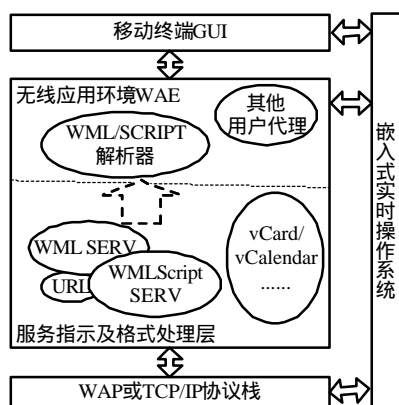 移动终端GUI
无线应用环境WAE
其他
用户代理
WML/SCRIPT
解析器
WML SERV
URL
WMLScript
SERV
vCard/
vCalendar
......
服务指示及格式处理层
WAP或TCP/IP协议栈
嵌入式实时操作系统